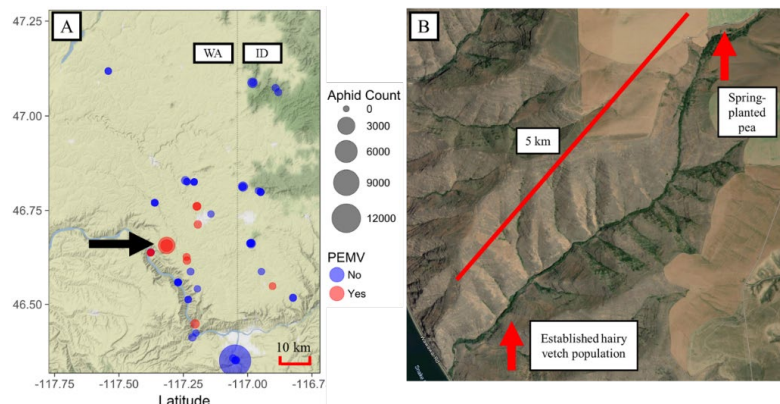 A
WA
ID
47.25
47.00
46.75
46.50
-117.75
-117.50
-117.25
-117.00
-116.7
Latitude
10 km
Aphid Count
0
3000
6000
9000
12000
PEMV
No
Yes
B
5 km
Spring-
planted
pea
Established hairy
vetch population